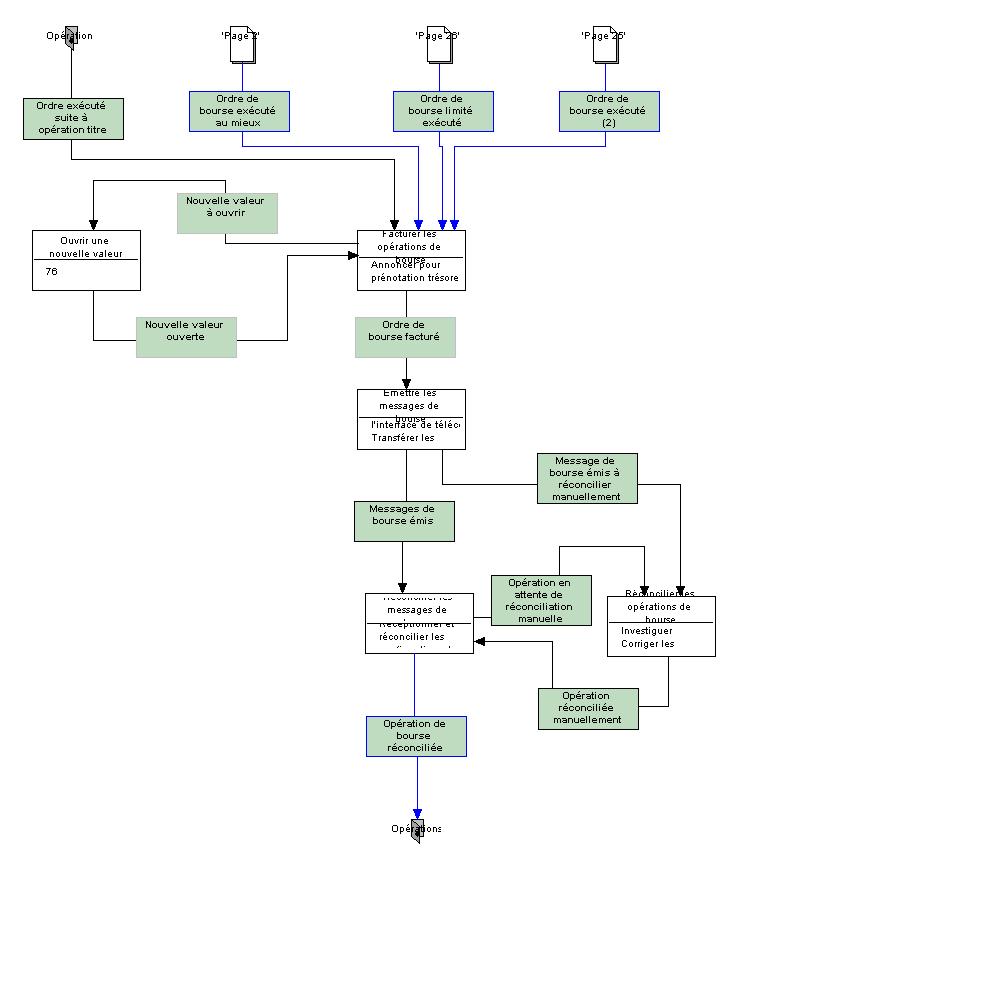 Opération
'Page 2'
'Page 26'
'Page 25'
Ordre exécuté
suite à
opération titre
Ordre de
bourse exécuté
au mieux
Ordre de
bourse limité
exécuté
Ordre de
bourse exécuté
(2)
Nouvelle valeur
à ouvrir
Ouvrir une
nouvelle valeur
76
Facturer les
opérations de
bourse
Annoncer pour
prénotation trésore
Nouvelle valeur
ouverte
Ordre de
bourse facturé
Emettre les
messages de
bourse
l'interface de téléc
Transférer les
Message de
bourse émis à
réconcilier
manuellement
Messages de
bourse émis
Opération en
attente de
réconciliation
manuelle
Réconcilier les
messages de
Réceptionner et
réconcilier les
Réconcilier les
opérations de
bourse
Investiguer
Corriger les
Opération
réconciliée
manuellement
Opération de
bourse
réconciliée
Opérations